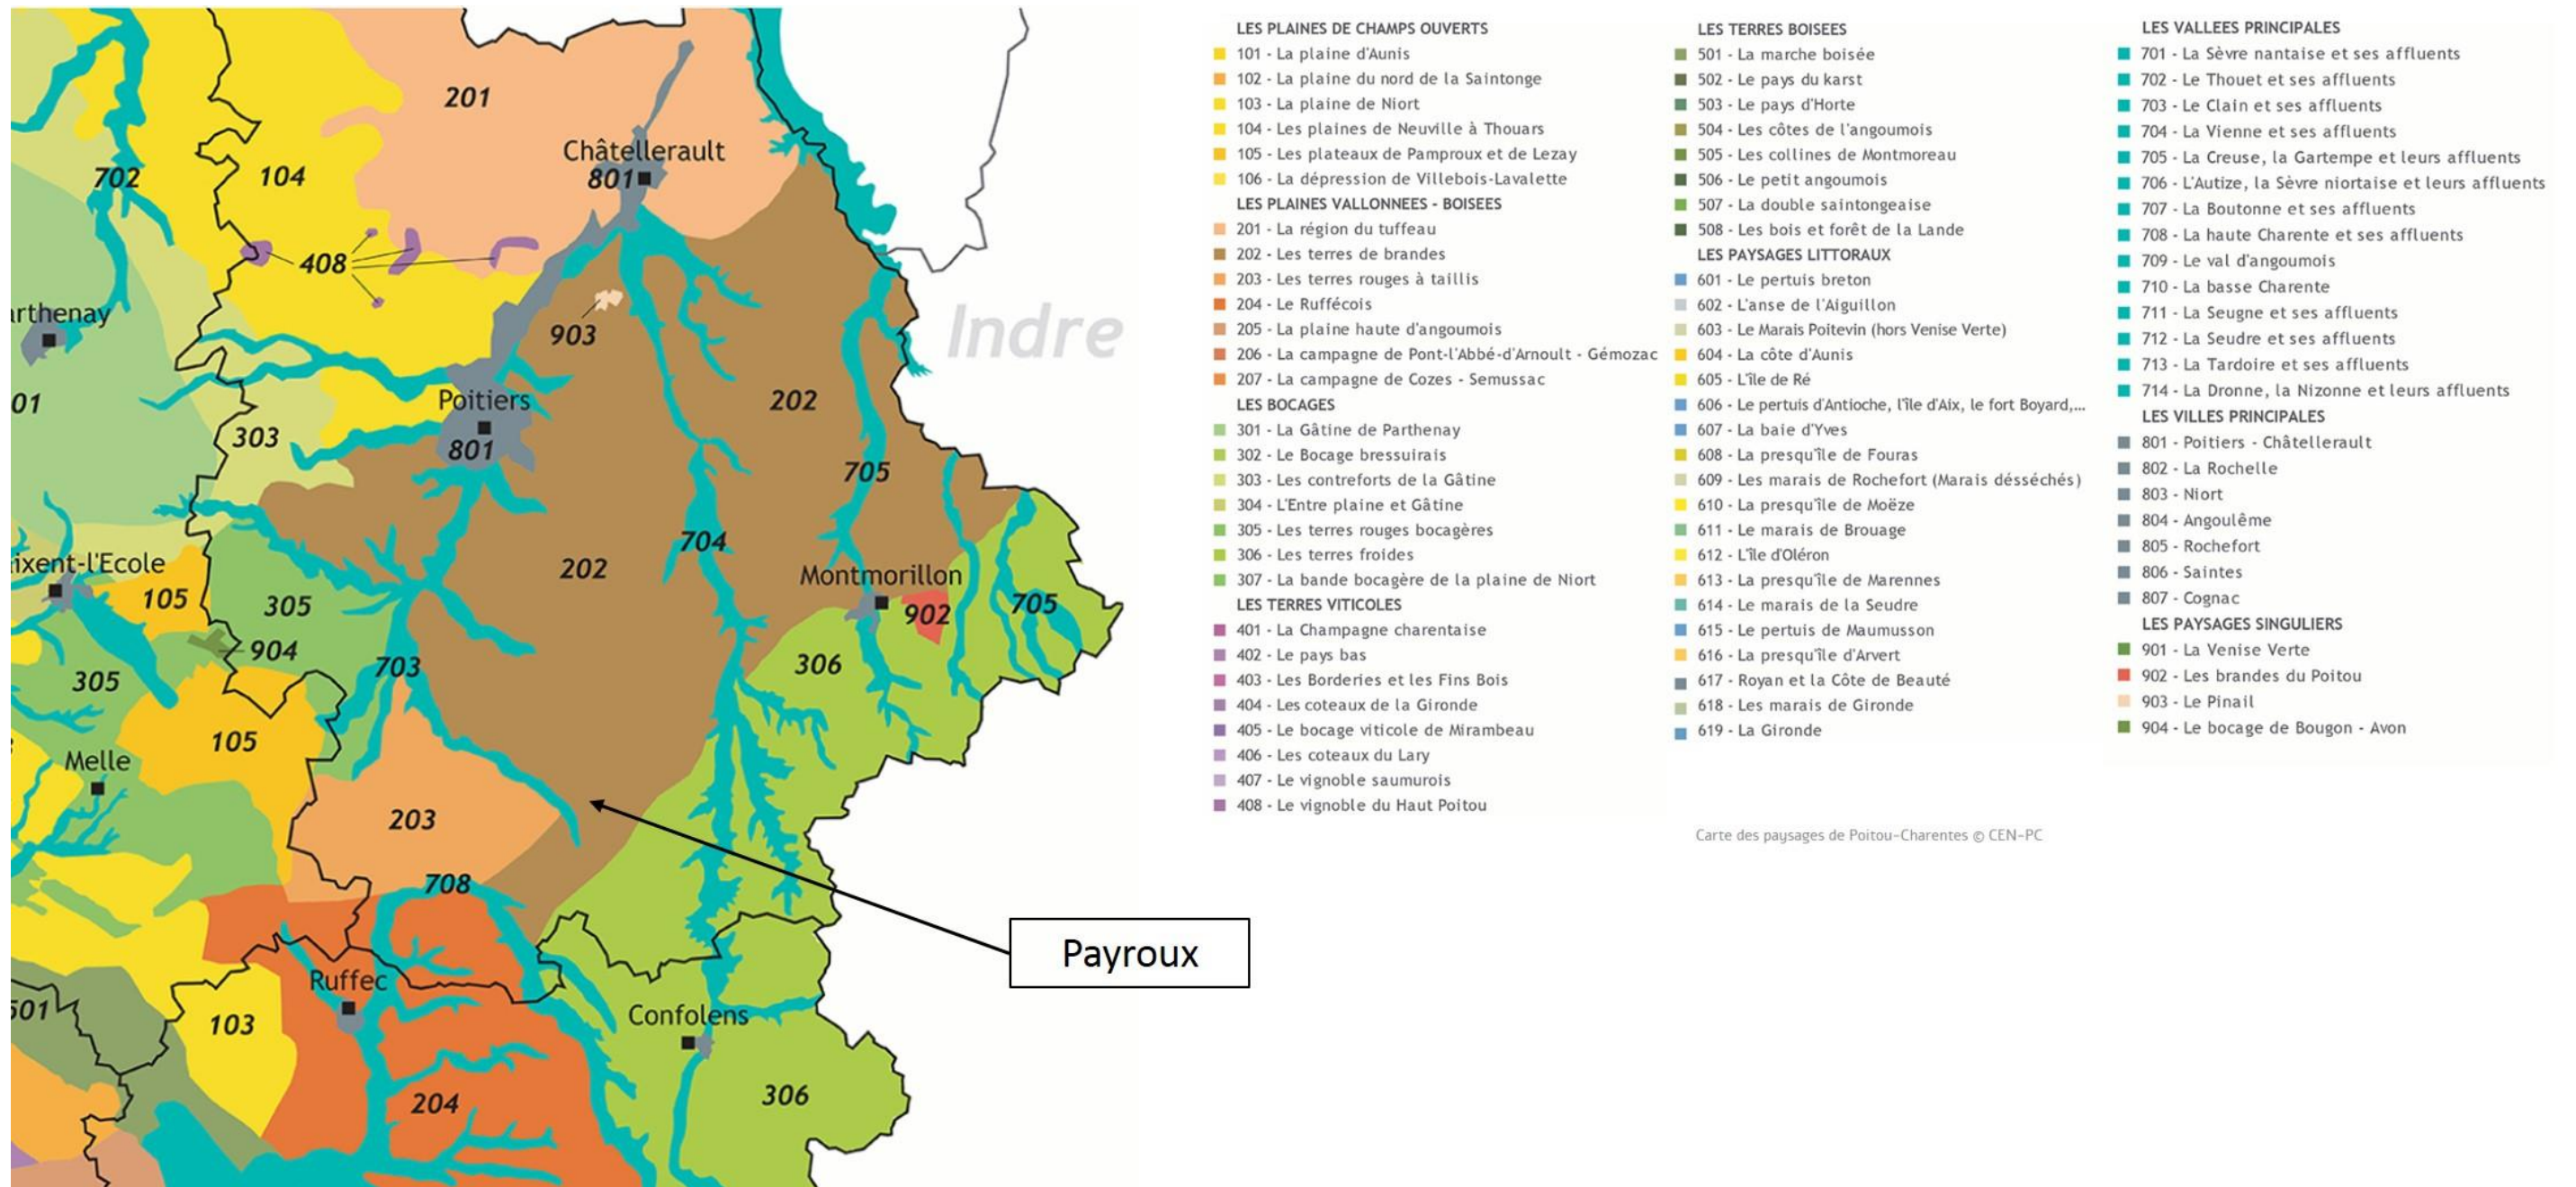 201
Châtellerault
801
702
104
408
903
Indre
arthenay
202
01
Poitiers
303
801
705
704
ixent-l'Ecole
202
Montmorillon
105
305
902
705
904
703
306
305
105
Melle
203
708
Payroux
Ruffec
501
103
Confolens
204
306
LES PLAINES DE CHAMPS OUVERTS
101 - La plaine d'Aunis
102 - La plaine du nord de la Saintonge
103 - La plaine de Niort
104 - Les plaines de Neuville à Thouars
105 - Les plateaux de Pamproux et de Lezay
106 - La dépression de Villebois-Lavalette
LES PLAINES VALLONNEES - BOISEES
201 - La région du tuffeau
202 - Les terres de brandes
203 - Les terres rouges à taillis
204 - Le Ruffécois
205 - La plaine haute d'angoumois
206 - La campagne de Pont-l'Abbé-d'Arnoult - Gémozac
207 - La campagne de Cozes - Semussac
LES BOCAGES
301 - La Gâtine de Parthenay
302 - Le Bocage bressuirais
303 - Les contreforts de la Gâtine
304 - L'Entre plaine et Gâtine
305 - Les terres rouges bocagères
306 - Les terres froides
307 - La bande bocagère de la plaine de Niort
LES TERRES VITICOLES
401 - La Champagne charentaise
402 - Le pays bas
403 - Les Borderies et les Fins Bois
404 - Les coteaux de la Gironde
405 - Le bocage viticole de Mirambeau
406 - Les coteaux du Lary
407 - Le vignoble saumurois
408 - Le vignoble du Haut Poitou
LES TERRES BOISEES
501 - La marche boisée
502 - Le pays du karst
503 - Le pays d'Horte
504 - Les côtes de l'angoumois
505 - Les collines de Montmoreau
506 - Le petit angoumois
507 - La double saintongeaise
508 - Les bois et forêt de la Lande
LES PAYSAGES LITTORAUX
601 - Le pertuis breton
602 - L'anse de l'Aiguillon
603 - Le Marais Poitevin (hors Venise Verte)
604 - La côte d'Aunis
605 - L'île de Ré
606 - Le pertuis d'Antioche, l'île d'Aix, le fort Boyard,...
607 - La baie d'Yves
608 - La presqu'île de Fouras
609 - Les marais de Rochefort (Marais désséchés)
610 - La presqu'île de Moëze
611 - Le marais de Brouage
612 - L'île d'Oléron
613 - La presqu'île de Marennes
614 - Le marais de la Seudre
615 - Le pertuis de Maumusson
616 - La presqu'île d'Arvert
617 - Royan et la Côte de Beauté
618 - Les marais de Gironde
619 - La Gironde
LES VALLEES PRINCIPALES
701 - La Sèvre nantaise et ses affluents
702 - Le Thouet et ses affluents
703 - Le Clain et ses affluents
704 - La Vienne et ses affluents
705 - La Creuse, la Gartempe et leurs affluents
706 - L'Autize, la Sèvre niortaise et leurs affluents
707 - La Boutonne et ses affluents
708 - La haute Charente et ses affluents
709 - Le val d'angoumois
710 - La basse Charente
711 - La Seugne et ses affluents
712 - La Seudre et ses affluents
713 - La Tardoire et ses affluents
714 - La Dronne, la Nizonne et leurs affluents
LES VILLES PRINCIPALES
801 - Poitiers - Châtellerault
802 - La Rochelle
803 - Niort
804 - Angoulême
805 - Rochefort
806 - Saintes
807 - Cognac
LES PAYSAGES SINGULIERS
901 - La Venise Verte
902 - Les brandes du Poitou
903 - Le Pinail
904 - Le bocage de Bougon - Avon
Carte des paysages de Poitou-Charentes © CEN-PC